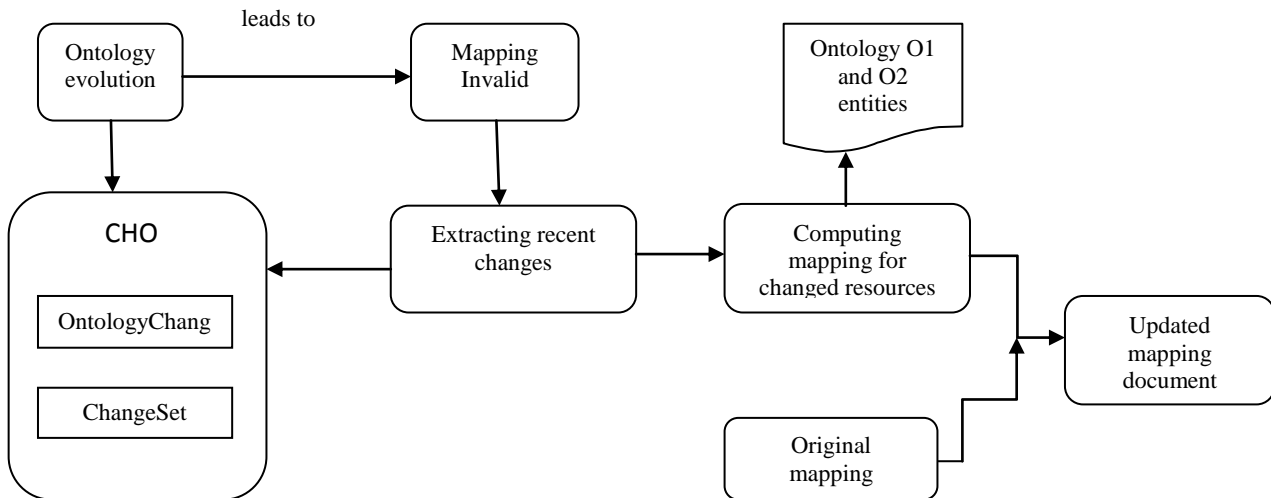 leads to
Ontology
evolution
Mapping
Invalid
Ontology O1
and O2
entities
CHO
OntologyChang
ChangeSet
Extracting recent
changes
Computing
mapping for
changed resources
Updated
mapping
document
Original
mapping